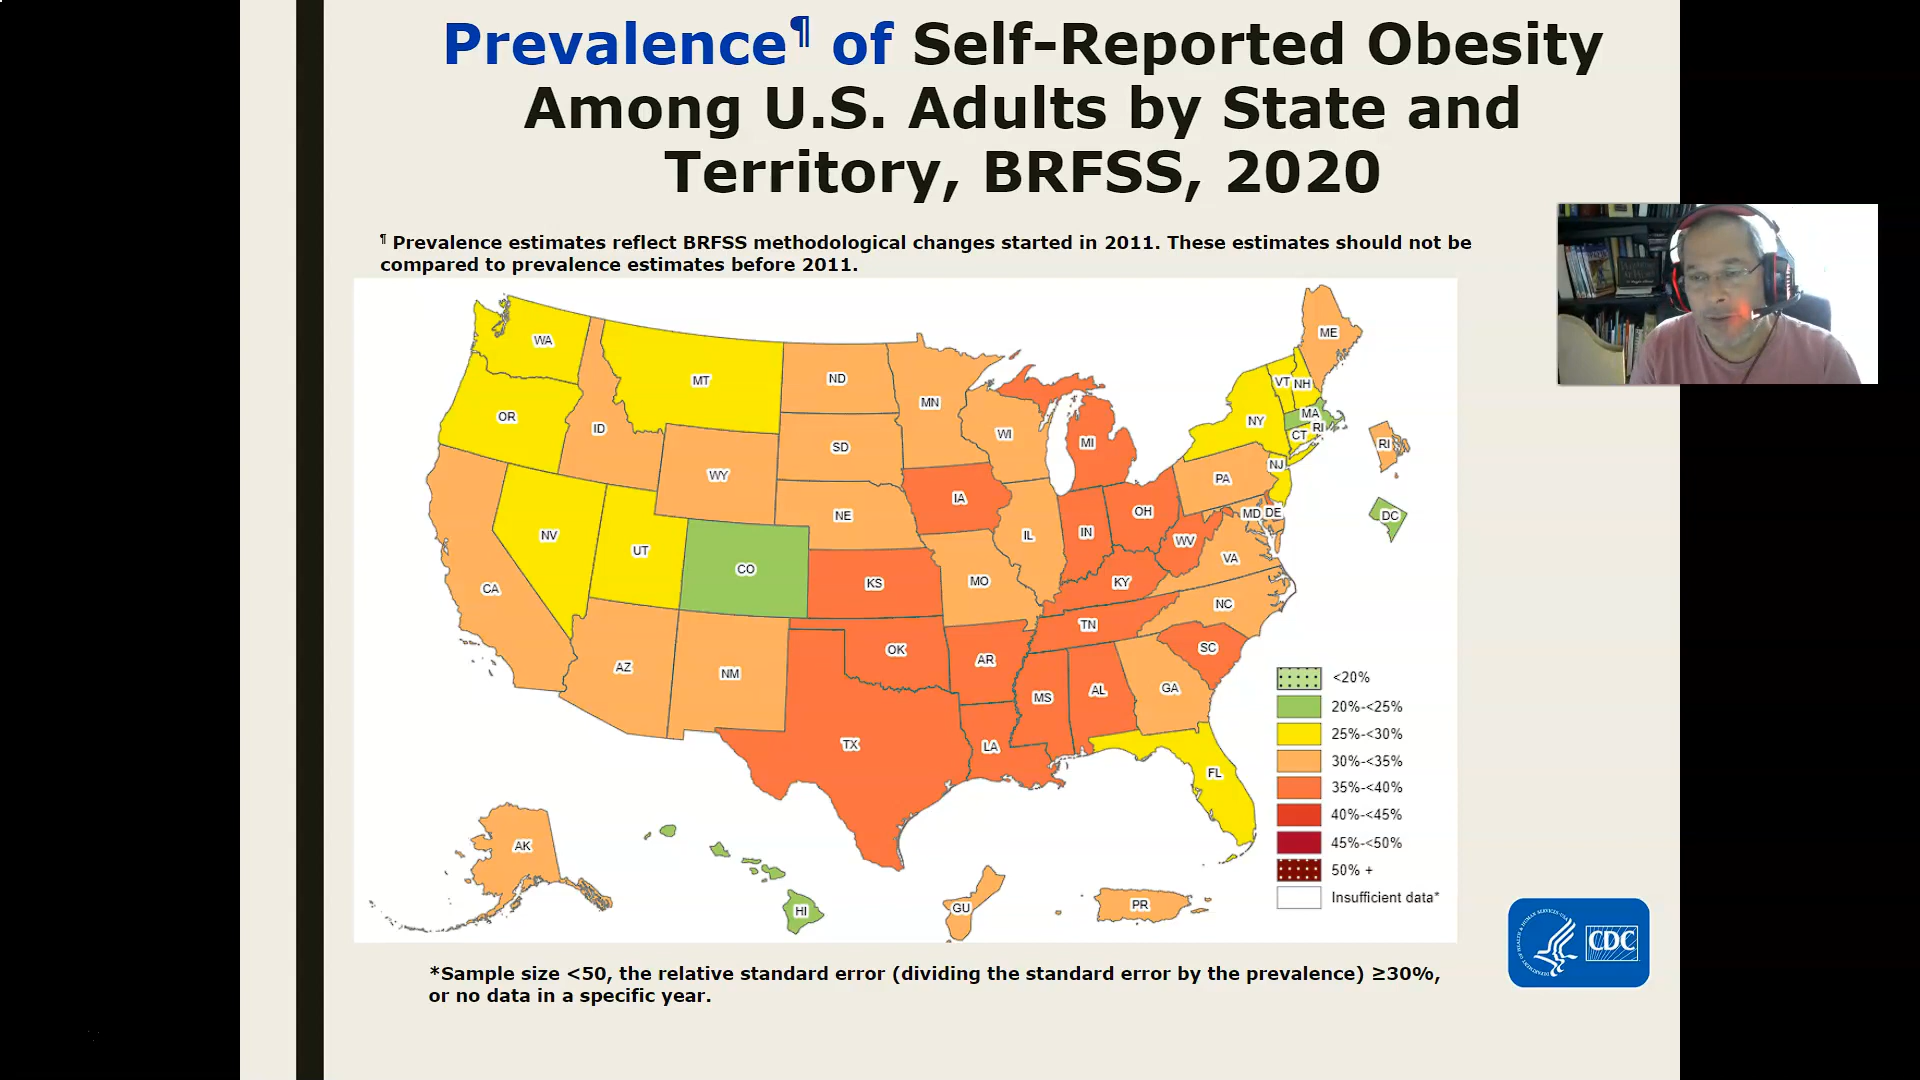 Prevalence¶ of Self-Reported Obesity
Among U.S. Adults by State and
Territory, BRFSS, 2020
¶ Prevalence estimates reflect BRFSS methodological changes started in 2011. These estimates should not be
compared to prevalence estimates before 2011.
WA
MT
ND
MN
ME
VT
NH
OR
ID
SD
WI
MI
NY
MA
RI
CT
RI
WY
IA
PA
NJ
NE
IL
IN
OH
MD
DE
DC
NV
UT
CO
KS
MO
KY
WV
VA
CA
TN
NC
AZ
NM
OK
AR
SC
MS
AL
GA
TX
LA
FL
AK
HI
GU
PR
<20%
20%-<25%
25%-<30%
30%-<35%
35%-<40%
40%-<45%
45%-<50%
50% +
Insufficient data*
CDC
*Sample size <50, the relative standard error (dividing the standard error by the prevalence) ≥30%,
or no data in a specific year.